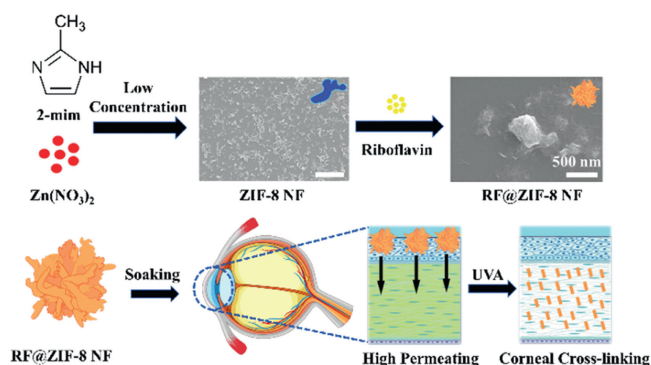 CH₃
N
NH
2-mim
Zn(NO₃)₂
Low
Concentration
ZIF-8 NF
Riboflavin
500 nm
RF@ZIF-8 NF
RF@ZIF-8 NF
Soaking
High Permeating
UVA
Corneal Cross-linking